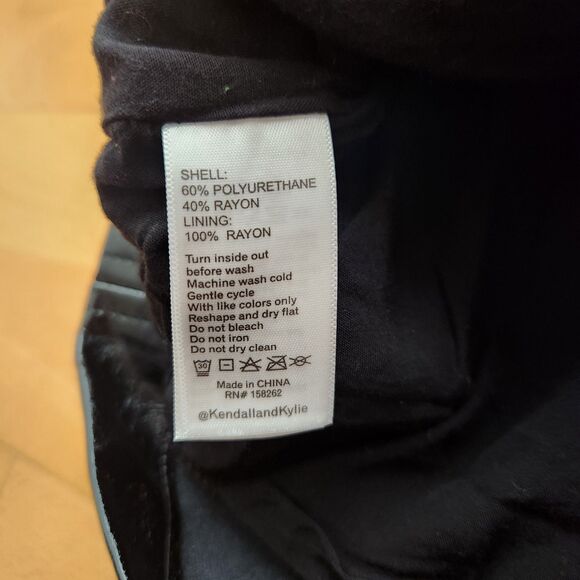 SHELL:
60% POLYURETHANE
40% RAYON
LINING:
100% RAYON
Turn inside out
before wash
Machine wash cold
Gentle cycle
With like colors only
Reshape and dry flat
Do not bleach
Do not iron
Do not dry clean
30
Made in CHINA
RN# 158262
@KendallandKylie